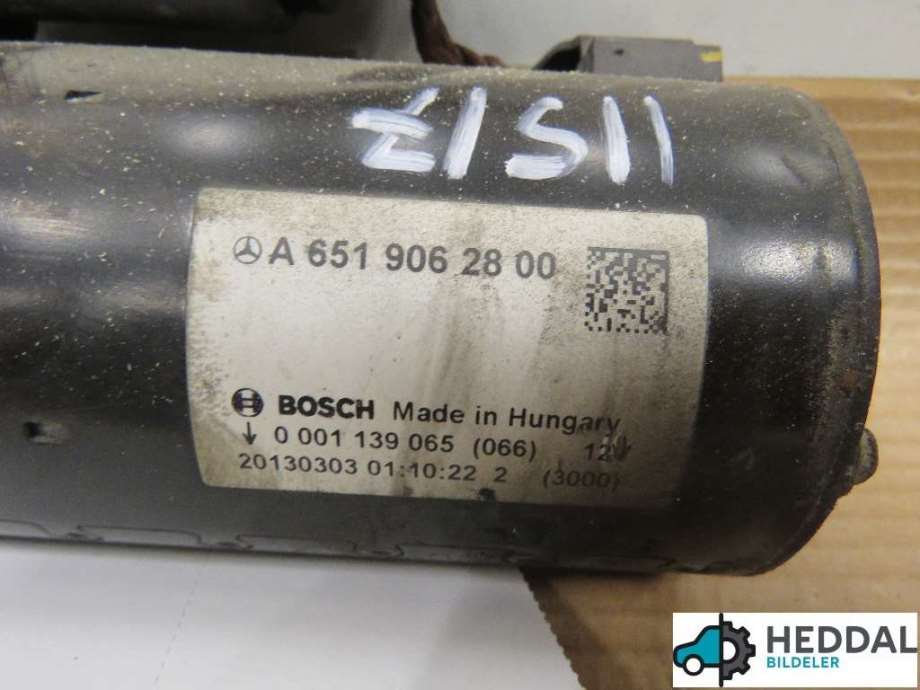 11517
A 651 906 28 00
BOSCH Made in Hungary
0 001 139 065 (066) 12V
20130303 01:10:22 2 (3000)
HEDDAL
BILDELER